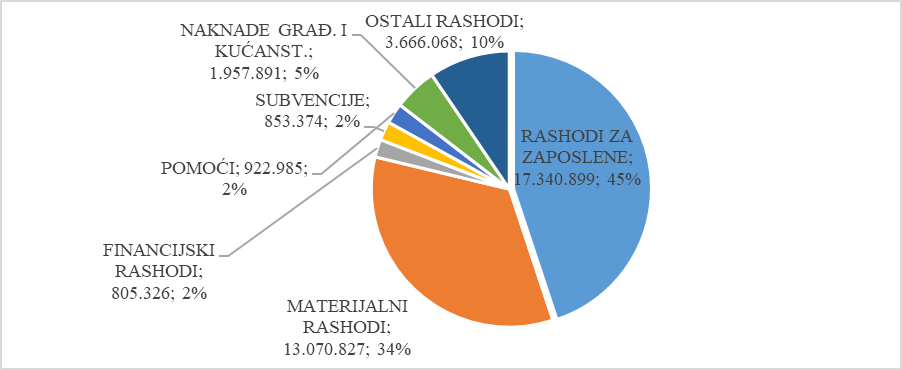 OSTALI RASHODI;
3.666.068; 10%
NAKNADE GRAĐ. I
KUĆANST.;
1.957.891; 5%
SUBVENCIJE;
853.374; 2%
POMOĆI; 922.985;
2%
FINANCIJSKI
RASHODI;
805.326; 2%
MATERIJALNI
RASHODI;
13.070.827; 34%
RASHODI ZA
ZAPOSLENE;
17.340.899; 45%